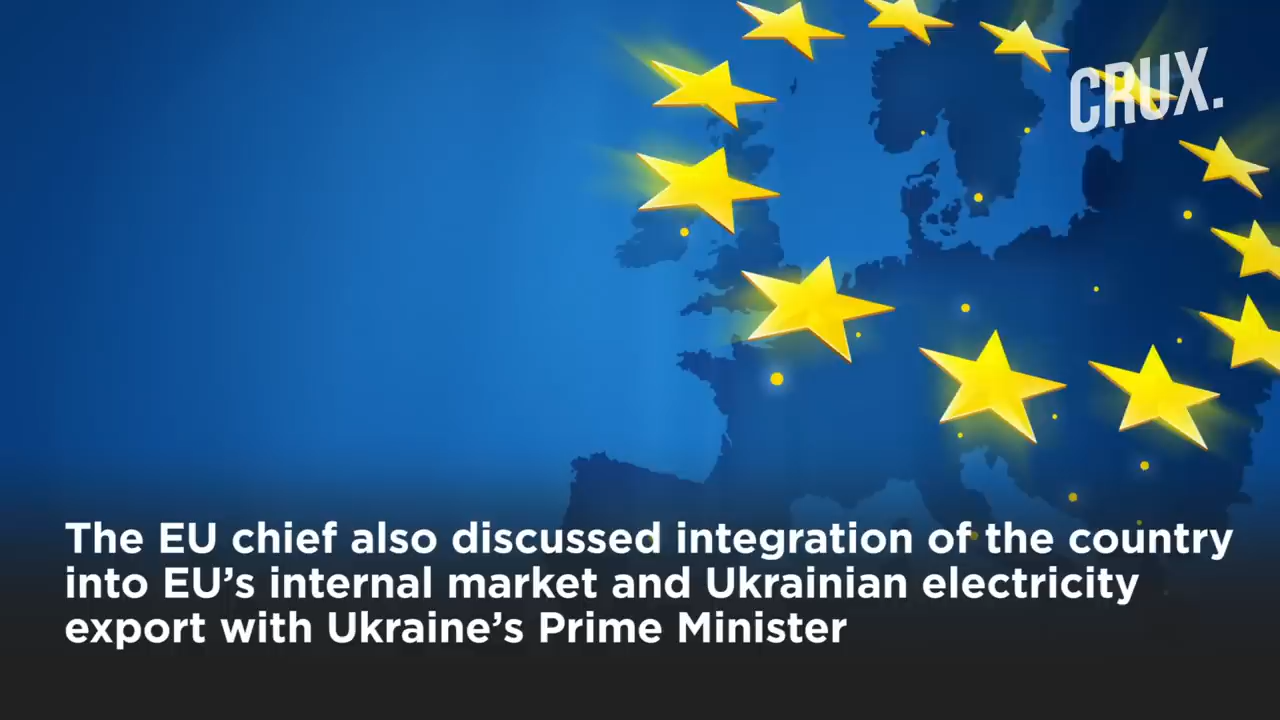 CRUX.
The EU chief also discussed integration of the country
into EU’s internal market and Ukrainian electricity
export with Ukraine’s Prime Minister